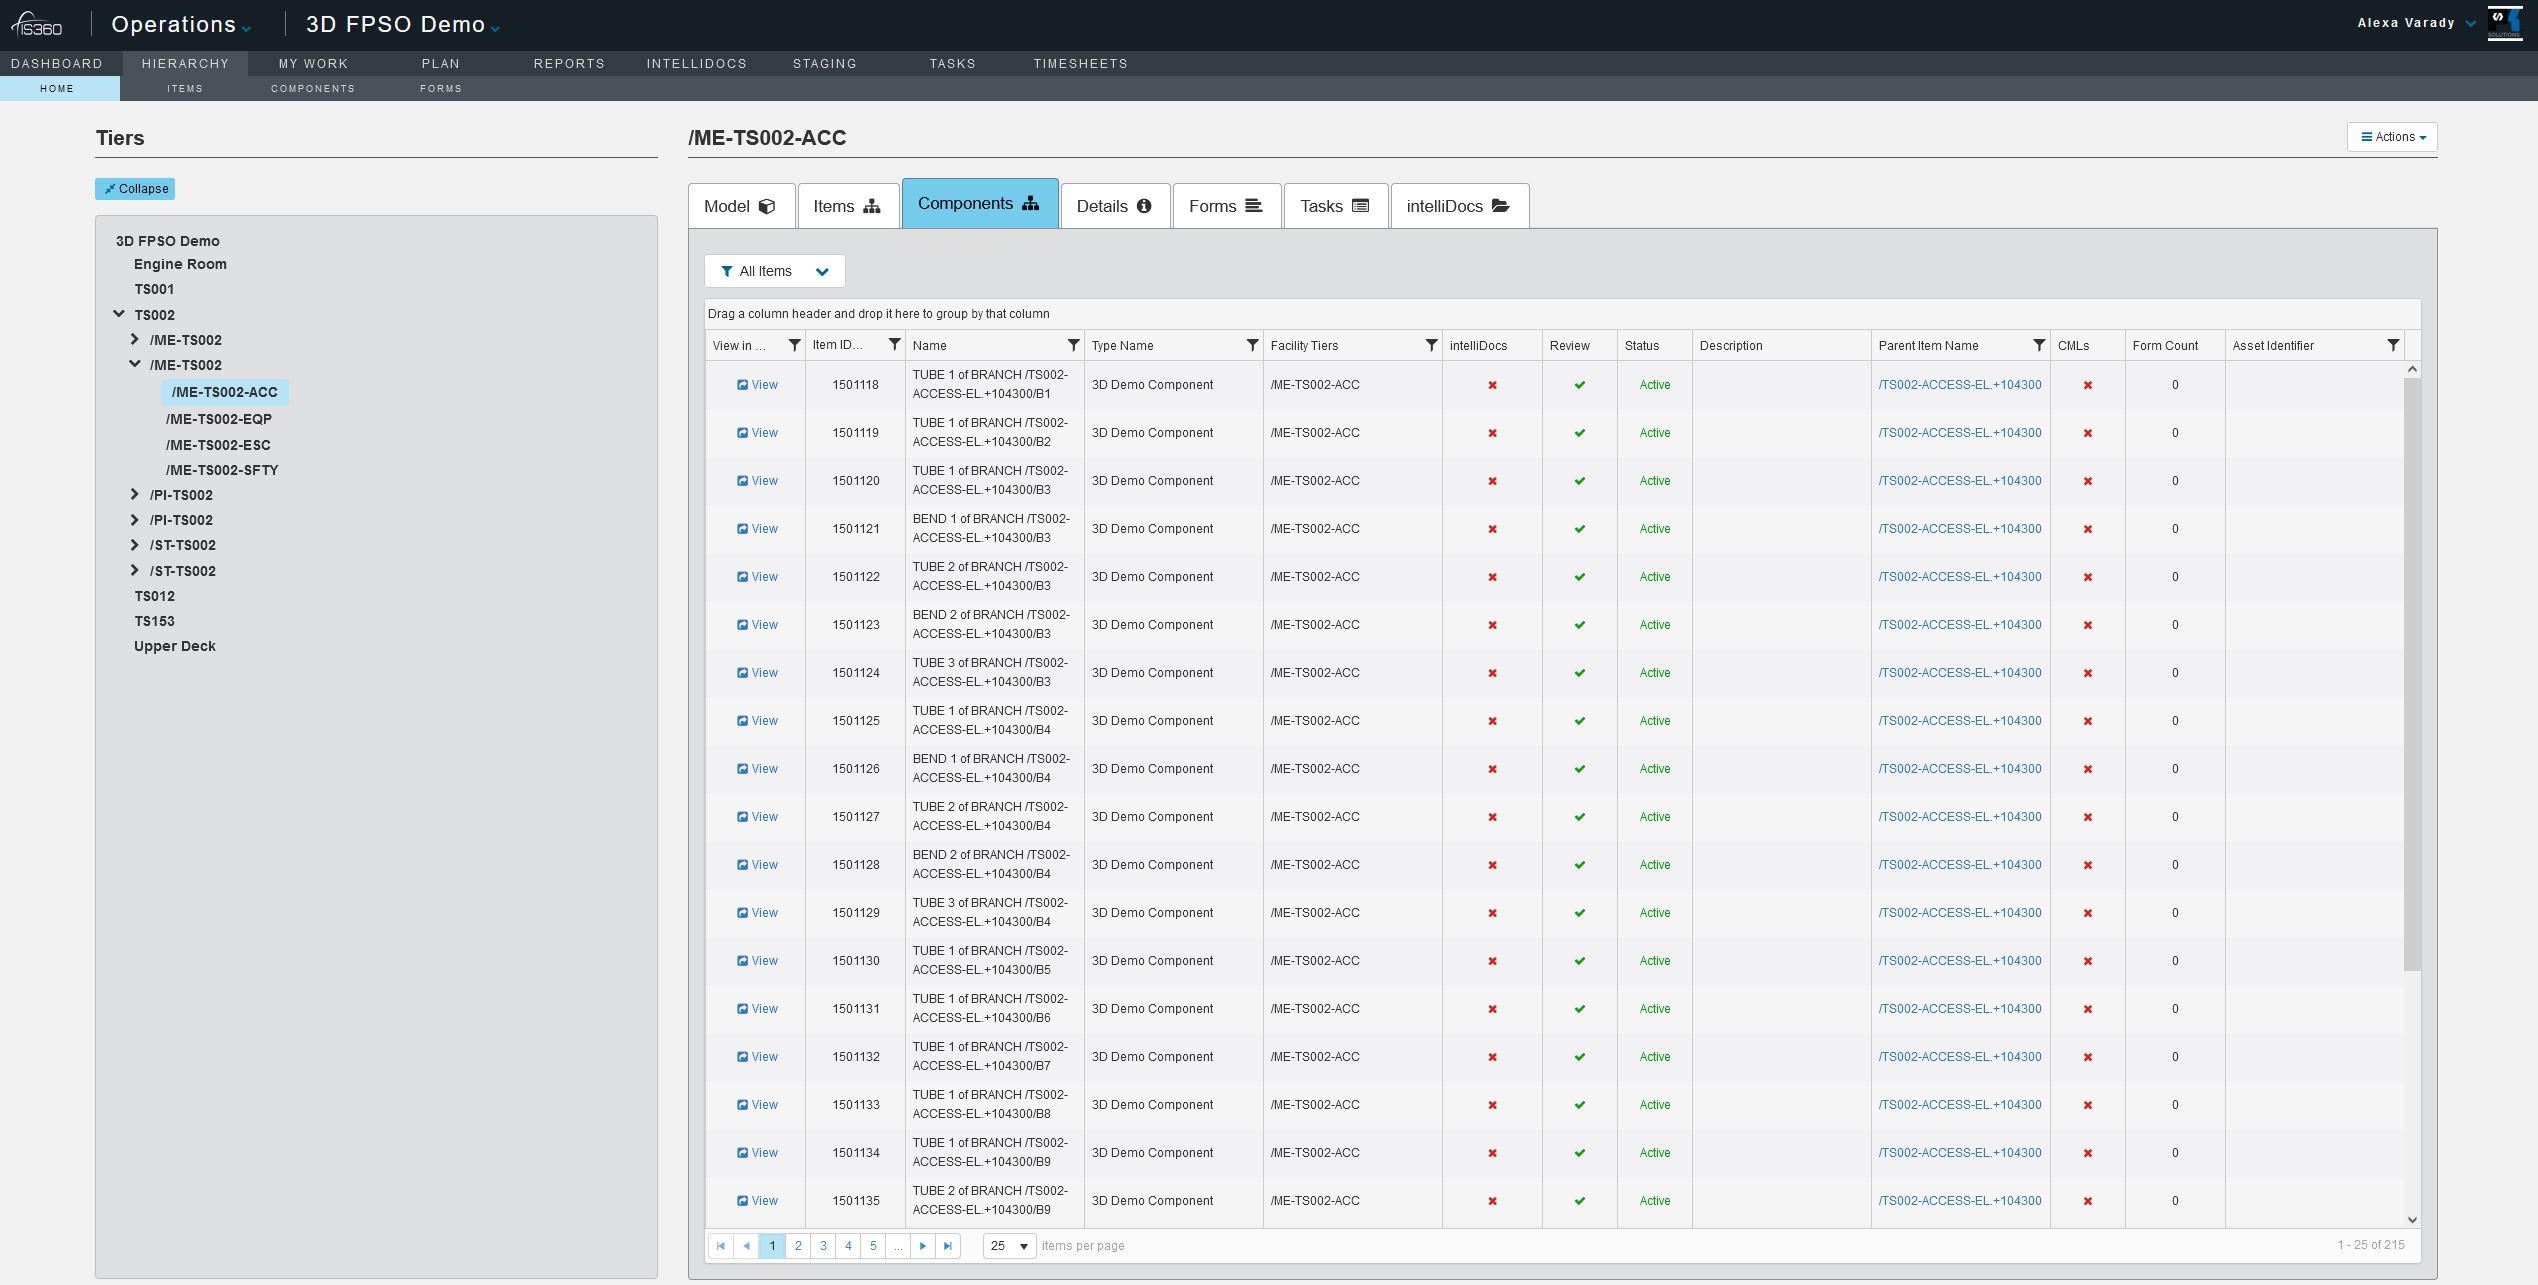 IS360
Operations
3D FPSO Demo
Alexa Varady
SOLUTIONS
DASHBOARD HIERARCHY MY WORK PLAN REPORTS INTELLIDOCS STAGING TASKS TIMESHEETS
HOME ITEMS COMPONENTS FORMS
Tiers
Collapse
3D FPSO Demo
Engine Room
TS001
TS002
/ME-TS002
/ME-TS002
/ME-TS002-ACC
/ME-TS002-EQP
/ME-TS002-ESC
/ME-TS002-SFTY
/PI-TS002
/PI-TS002
/ST-TS002
/ST-TS002
TS012
TS153
Upper Deck
/ME-TS002-ACC
Actions
Model Items Components Details Forms Tasks intelliDocs
All Items
Drag a column header and drop it here to group by that column
View in ... Item ID... Name Type Name Facility Tiers intelliDocs Review Status Description Parent Item Name CMLs Form Count Asset Identifier
View 1501118 TUBE 1 of BRANCH /TS002-ACCESS-EL.+104300/B1 3D Demo Component /ME-TS002-ACC Active /TS002-ACCESS-EL.+104300 0
View 1501119 TUBE 1 of BRANCH /TS002-ACCESS-EL.+104300/B2 3D Demo Component /ME-TS002-ACC Active /TS002-ACCESS-EL.+104300 0
View 1501120 TUBE 1 of BRANCH /TS002-ACCESS-EL.+104300/B3 3D Demo Component /ME-TS002-ACC Active /TS002-ACCESS-EL.+104300 0
View 1501121 BEND 1 of BRANCH /TS002-ACCESS-EL.+104300/B3 3D Demo Component /ME-TS002-ACC Active /TS002-ACCESS-EL.+104300 0
View 1501122 TUBE 2 of BRANCH /TS002-ACCESS-EL.+104300/B3 3D Demo Component /ME-TS002-ACC Active /TS002-ACCESS-EL.+104300 0
View 1501123 BEND 2 of BRANCH /TS002-ACCESS-EL.+104300/B3 3D Demo Component /ME-TS002-ACC Active /TS002-ACCESS-EL.+104300 0
View 1501124 TUBE 3 of BRANCH /TS002-ACCESS-EL.+104300/B3 3D Demo Component /ME-TS002-ACC Active /TS002-ACCESS-EL.+104300 0
View 1501125 TUBE 1 of BRANCH /TS002-ACCESS-EL.+104300/B4 3D Demo Component /ME-TS002-ACC Active /TS002-ACCESS-EL.+104300 0
View 1501126 BEND 1 of BRANCH /TS002-ACCESS-EL.+104300/B4 3D Demo Component /ME-TS002-ACC Active /TS002-ACCESS-EL.+104300 0
View 1501127 TUBE 2 of BRANCH /TS002-ACCESS-EL.+104300/B4 3D Demo Component /ME-TS002-ACC Active /TS002-ACCESS-EL.+104300 0
View 1501128 BEND 2 of BRANCH /TS002-ACCESS-EL.+104300/B4 3D Demo Component /ME-TS002-ACC Active /TS002-ACCESS-EL.+104300 0
View 1501129 TUBE 3 of BRANCH /TS002-ACCESS-EL.+104300/B4 3D Demo Component /ME-TS002-ACC Active /TS002-ACCESS-EL.+104300 0
View 1501130 TUBE 1 of BRANCH /TS002-ACCESS-EL.+104300/B5 3D Demo Component /ME-TS002-ACC Active /TS002-ACCESS-EL.+104300 0
View 1501131 TUBE 1 of BRANCH /TS002-ACCESS-EL.+104300/B6 3D Demo Component /ME-TS002-ACC Active /TS002-ACCESS-EL.+104300 0
View 1501132 TUBE 1 of BRANCH /TS002-ACCESS-EL.+104300/B7 3D Demo Component /ME-TS002-ACC Active /TS002-ACCESS-EL.+104300 0
View 1501133 TUBE 1 of BRANCH /TS002-ACCESS-EL.+104300/B8 3D Demo Component /ME-TS002-ACC Active /TS002-ACCESS-EL.+104300 0
View 1501134 TUBE 1 of BRANCH /TS002-ACCESS-EL.+104300/B9 3D Demo Component /ME-TS002-ACC Active /TS002-ACCESS-EL.+104300 0
View 1501135 TUBE 2 of BRANCH /TS002-ACCESS-EL.+104300/B9 3D Demo Component /ME-TS002-ACC Active /TS002-ACCESS-EL.+104300 0
1 2 3 4 5 ... 25 items per page 1 - 25 of 215